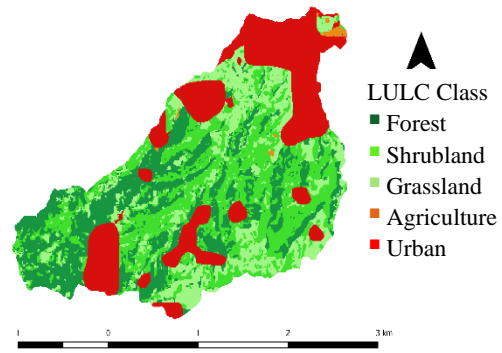 LULC Class
Forest
Shrubland
Grassland
Agriculture
Urban
1 0 1 2 3 km